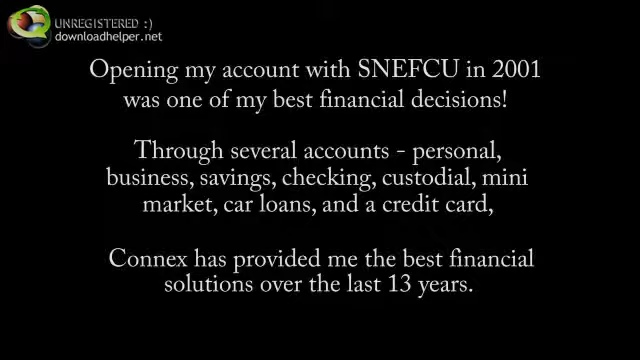 UNREGISTERED :)
downloadhelper.net
Opening my account with SNEFCU in 2001
was one of my best financial decisions!
Through several accounts - personal,
business, savings, checking, custodial, mini
market, car loans, and a credit card,
Connex has provided me the best financial
solutions over the last 13 years.